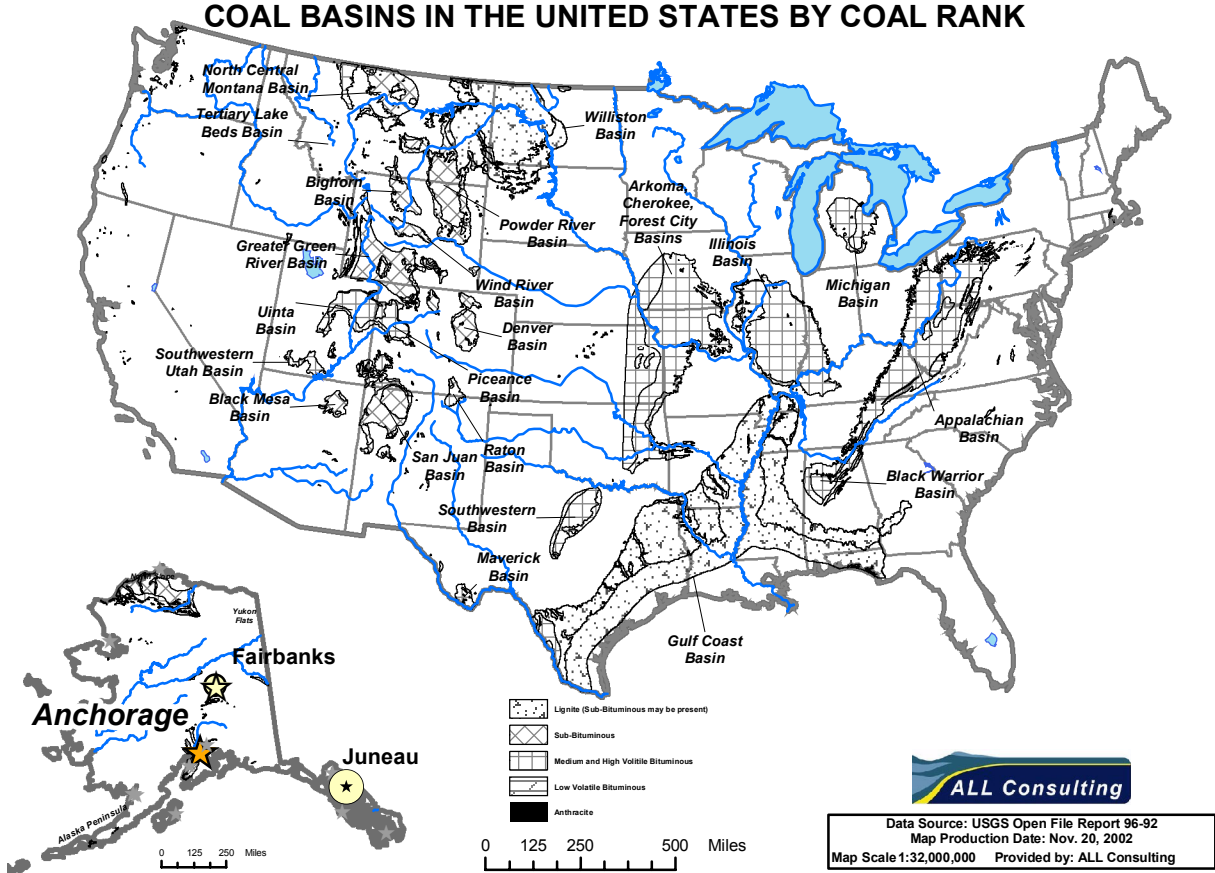 COAL BASINS IN THE UNITED STATES BY COAL RANK
North Central
Montana Basin
Tertiary Lake
Beds Basin
Williston
Basin
Bighorn
Basin
Powder River
Basin
Arkoma,
Cherokee,
Forest City
Basins
Illinois
Basin
Michigan
Basin
Greater Green
River Basin
Wind River
Basin
Uinta
Basin
Denver
Basin
Southwestern
Utah Basin
Piceance
Basin
Black Mesa
Basin
Appalachian
Basin
San Juan
Basin
Raton
Basin
Black Warrior
Basin
Southwestern
Basin
Maverick
Basin
Gulf Coast
Basin
Yukon
Flats
Fairbanks
Anchorage
Juneau
Alaska Peninsula
0 125 250 Miles
Lignite (Sub-Bituminous may be present)
Sub-Bituminous
Medium and High Volitile Bituminous
Low Volatile Bituminous
Anthracite
0 125 250 500 Miles
ALL Consulting
Data Source: USGS Open File Report 96-92
Map Production Date: Nov. 20, 2002
Map Scale 1:32,000,000 Provided by: ALL Consulting